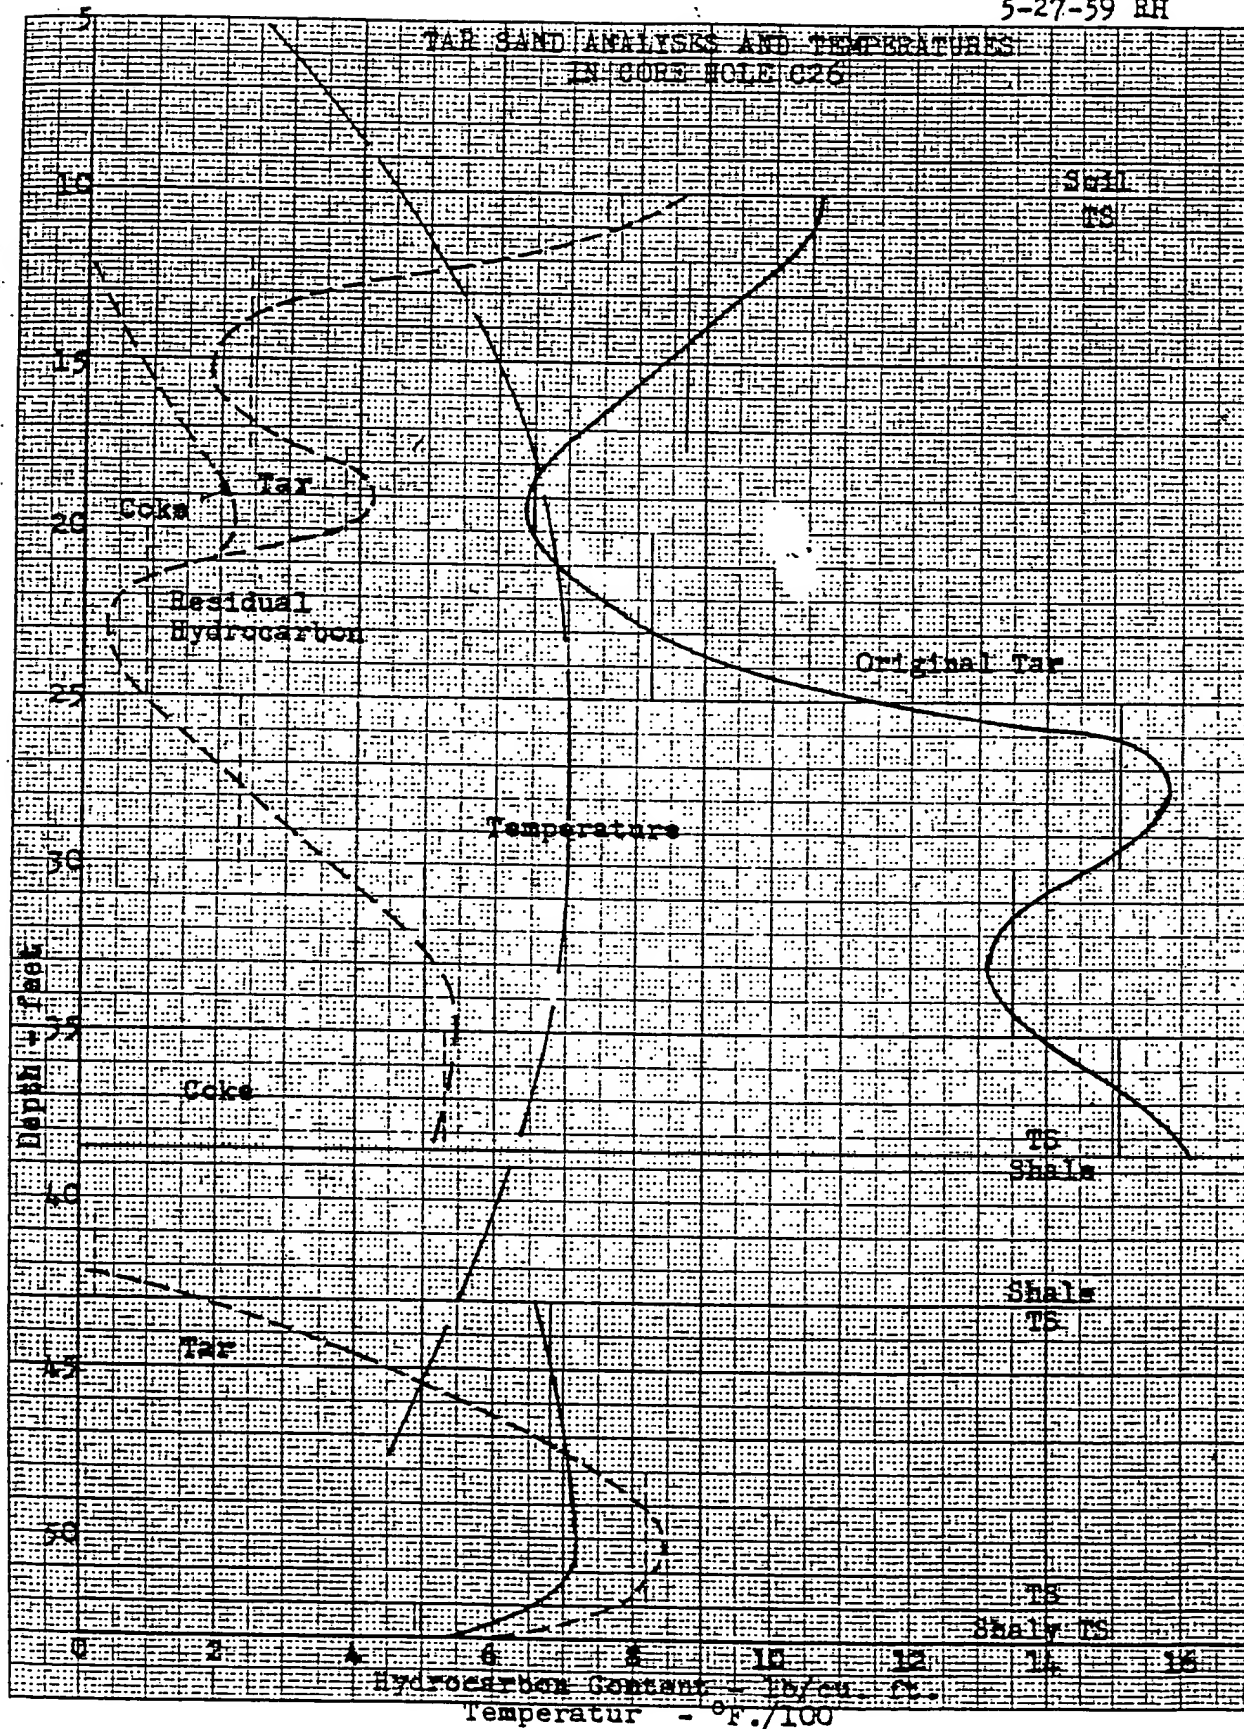 5-27-59 RH
5
TAR SAND ANALYSES AND TEMPERATURES
IN CORE HOLE C26
10
Soil
TS
15
Tar
Coke
20
Residual
Hydrocarbon
Original Tar
25
Temperature
30
Depth - feet
35
Coke
TS
Shale
40
Shale
TS
Tar
45
50
TS
Shaly TS
0 2 4 6 8 10 12 14 16
Hydrocarbon Content - lb/cu. ft.
Temperatur - °F./100